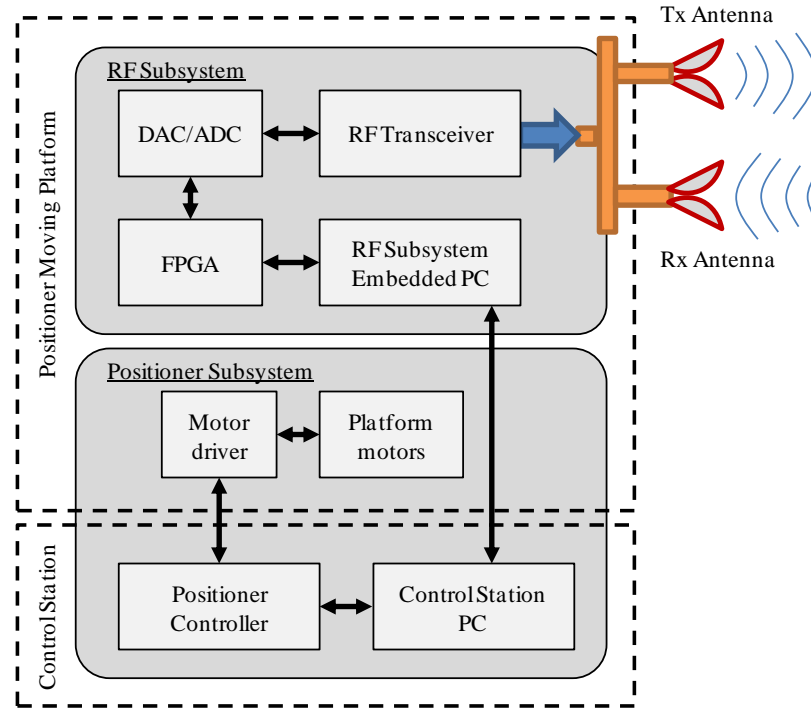 Tx Antenna
RF Subsystem
DAC/ADC
RF Transceiver
FPGA
RF Subsystem
Embedded PC
Rx Antenna
Positioner Moving Platform
Positioner Subsystem
Motor
driver
Platform
motors
Control Station
Positioner
Controller
Control Station
PC